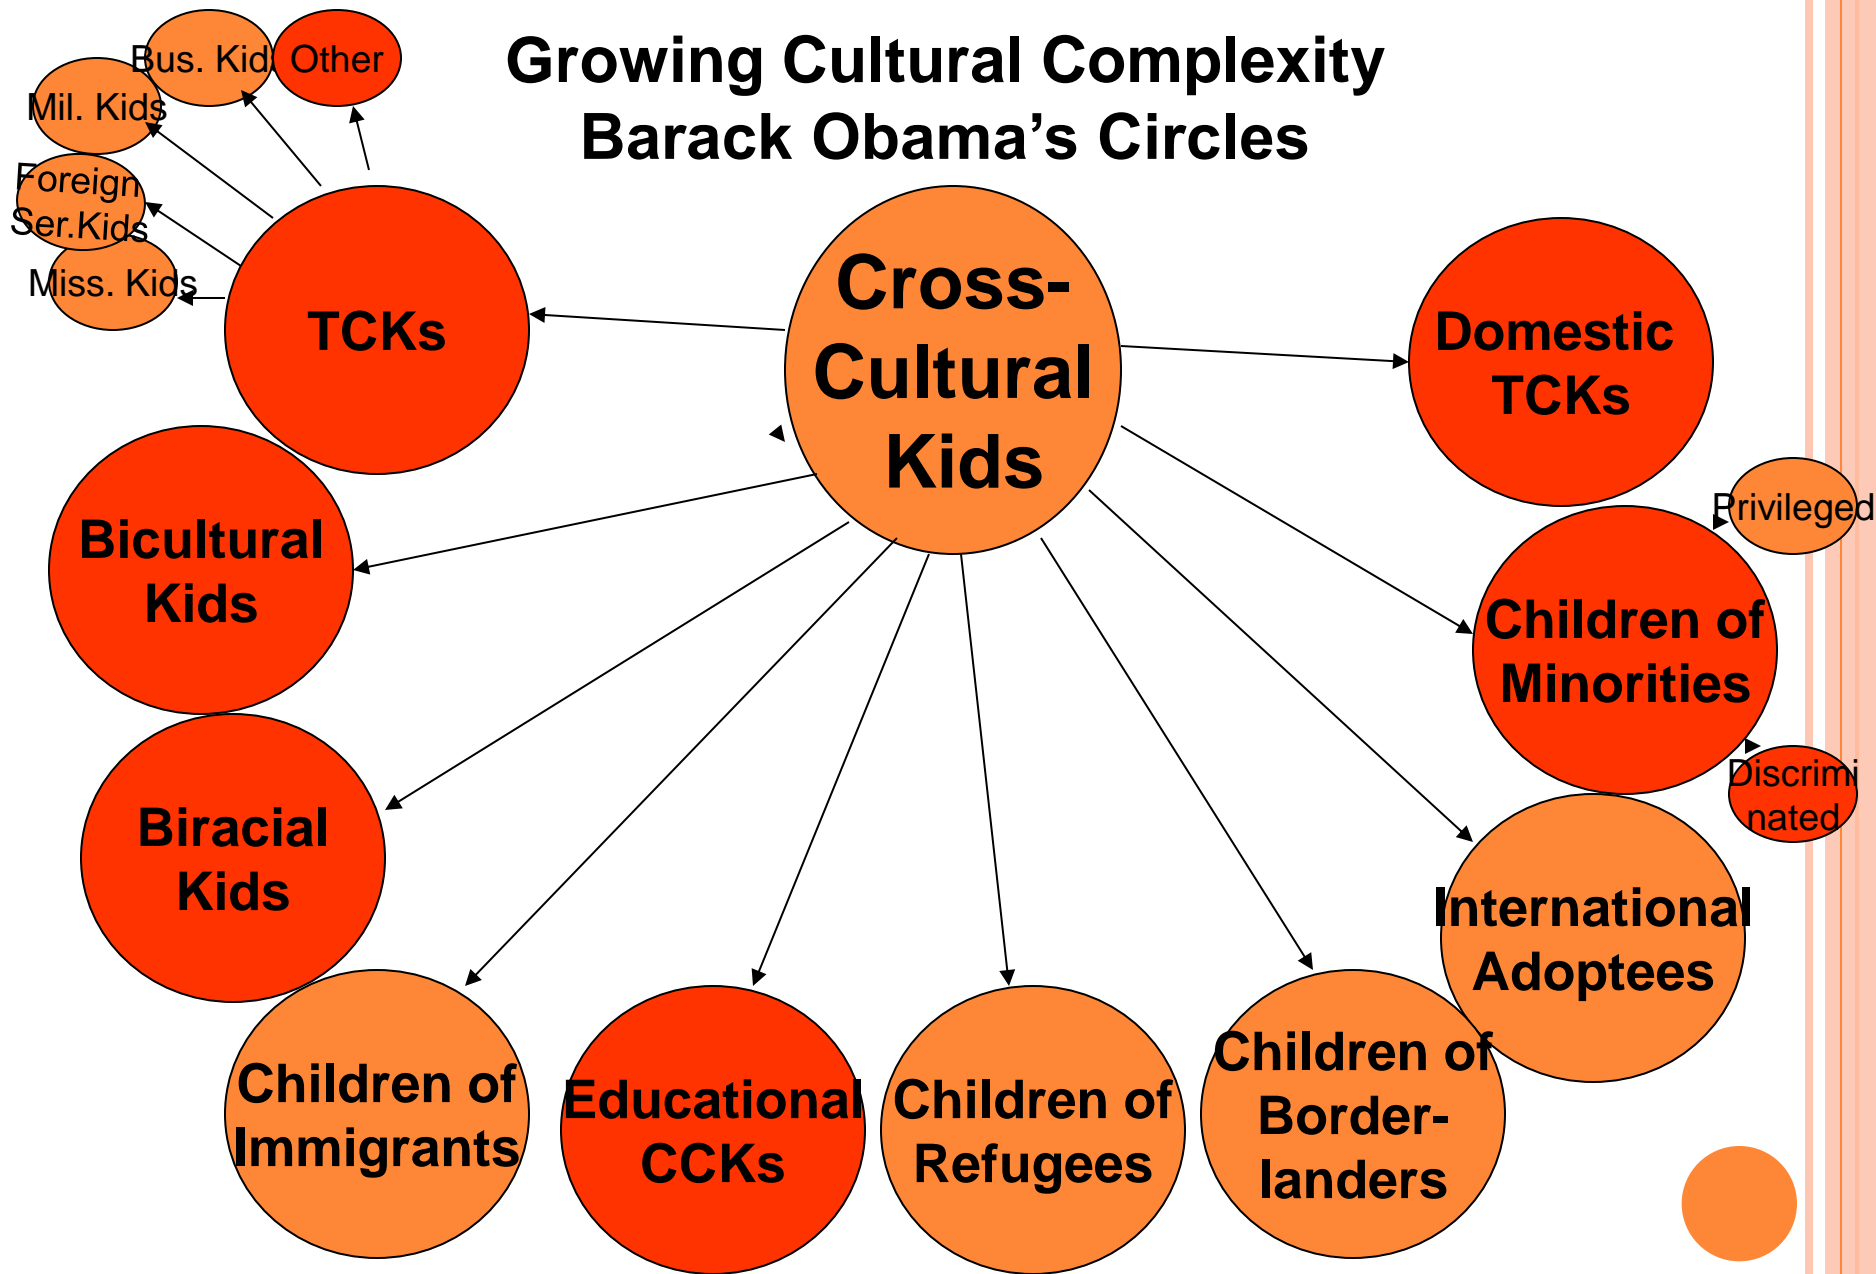 Growing Cultural Complexity
Barack Obama’s Circles
Bus. Kid
Other
Mil. Kids
Foreign
Ser.Kids
Miss. Kids
TCKs
Cross-
Cultural
Kids
Domestic
TCKs
Privileged
Bicultural
Kids
Children of
Minorities
Discrimi
nated
Biracial
Kids
International
Adoptees
Children of
Immigrants
Educational
CCKs
Children of
Refugees
Children of
Border-
landers